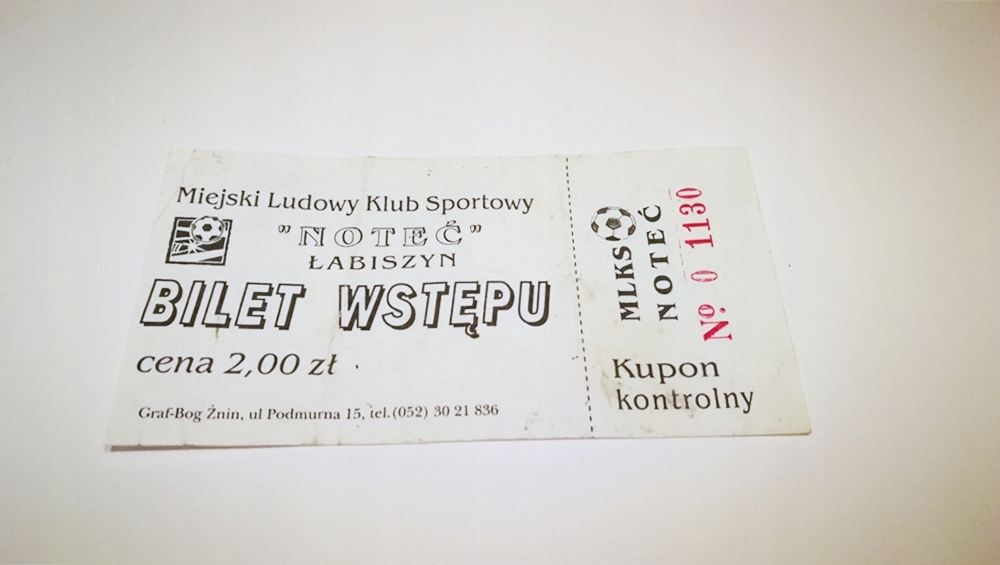 Miejski Ludowy Klub Sportowy
"NOTEĆ"
ŁABISZYN
BILET WSTĘPU
cena 2,00 zł
Graf-Bog Żnin, ul Podmurna 15, tel.(052) 30 21 836
MLKS
NOTEĆ
Nº 0 1130
Kupon
kontrolny